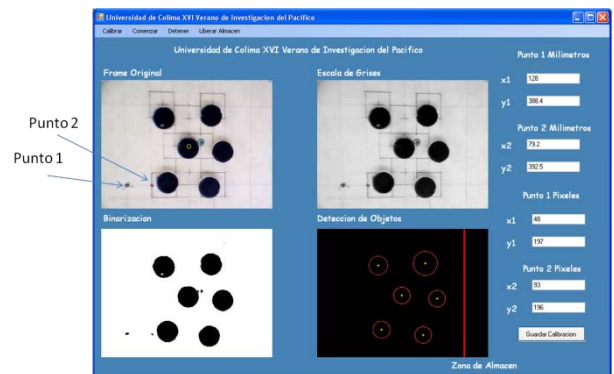 Universidad de Colima XVI Verano de Investigacion del Pacifico
Calibrar Comenzar Detener Liberar Almacen
Universidad de Colima XVI Verano de Investigacion del Pacifico
Frame Original
Escala de Grises
Punto 1 Milimetros
x1 128
y1 388.4
Punto 2 Milimetros
x2 79.2
y2 392.5
Punto 2
Punto 1
Binarizacion
Deteccion de Objetos
Punto 1 Pixeles
x1 48
y1 197
Punto 2 Pixeles
x2 93
y2 196
Guardar Calibracion
Zona de Almacen